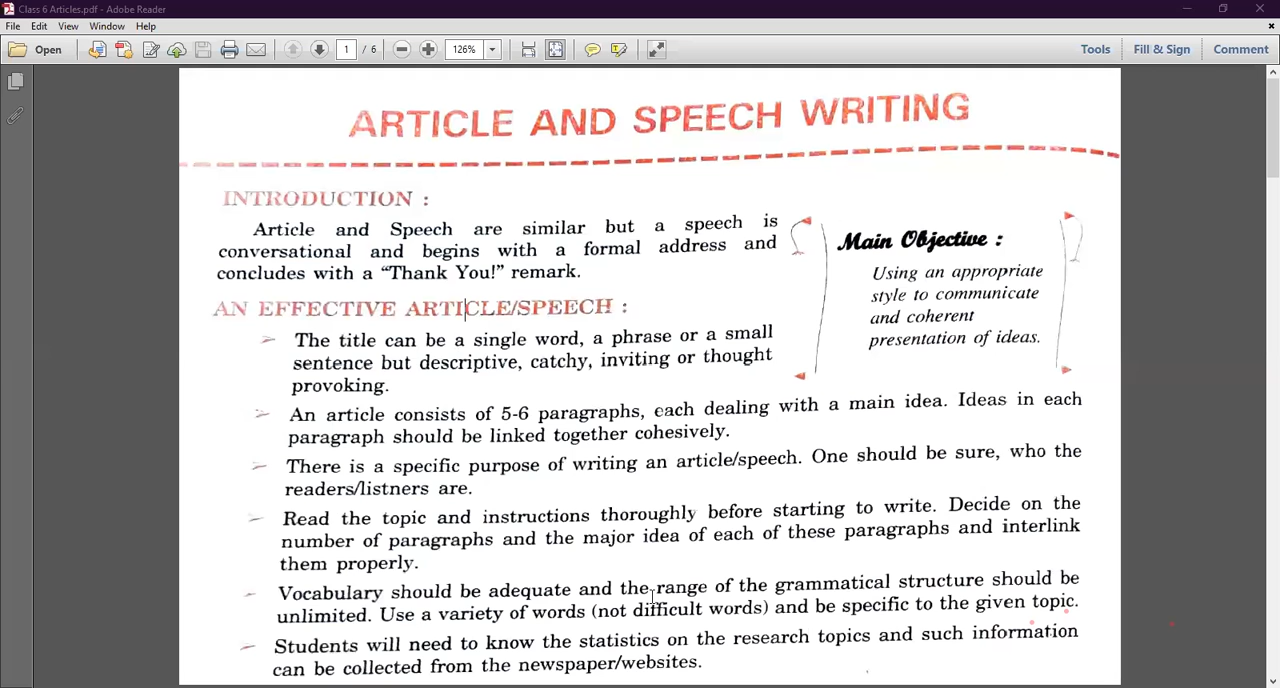 Class 6 Articles.pdf - Adobe Reader
File Edit View Window Help
Open 1 / 6 126% Tools Fill & Sign Comment
ARTICLE AND SPEECH WRITING
INTRODUCTION :
Article and Speech are similar but a speech is
conversational and begins with a formal address and
concludes with a “Thank You!” remark.
Main Objective :
Using an appropriate
style to communicate
and coherent
presentation of ideas.
AN EFFECTIVE ARTICLE/SPEECH :
The title can be a single word, a phrase or a small
sentence but descriptive, catchy, inviting or thought
provoking.
An article consists of 5-6 paragraphs, each dealing with a main idea. Ideas in each
paragraph should be linked together cohesively.
There is a specific purpose of writing an article/speech. One should be sure, who the
readers/listners are.
Read the topic and instructions thoroughly before starting to write. Decide on the
number of paragraphs and the major idea of each of these paragraphs and interlink
them properly.
Vocabulary should be adequate and the range of the grammatical structure should be
unlimited. Use a variety of words (not difficult words) and be specific to the given topic.
Students will need to know the statistics on the research topics and such information
can be collected from the newspaper/websites.